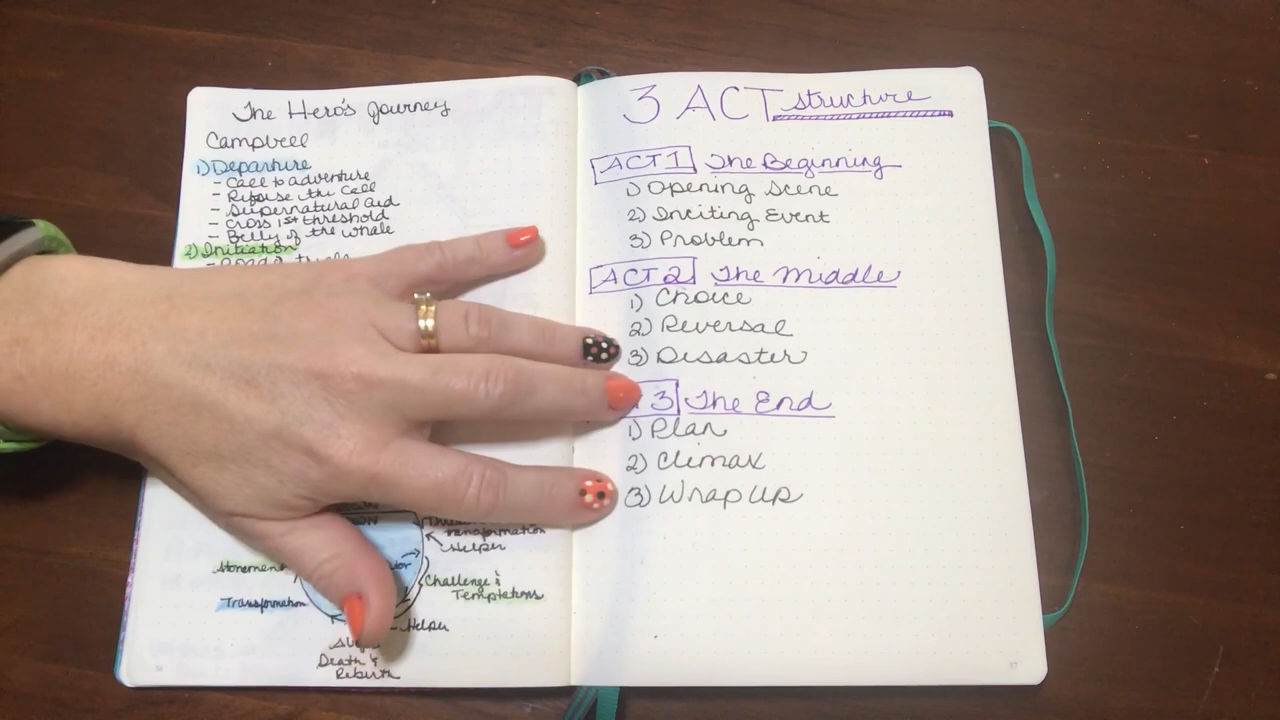 The Hero's Journey
Campbell
1) Departure
- Call to adventure
- Refuse the call
- Supernatural Aid
- Cross 1st threshold
- Belly of the whale
2) Initiation
Transformation
Helper
Challenge &
Temptations
Atonement
Transformation
Helper
Death &
Rebirth
3 ACT structure
ACT 1 The Beginning
1) Opening Scene
2) Inciting Event
3) Problem
ACT 2 The Middle
1) Choice
2) Reversal
3) Disaster
3 The End
1) Plan
2) Climax
3) Wrap Up
37